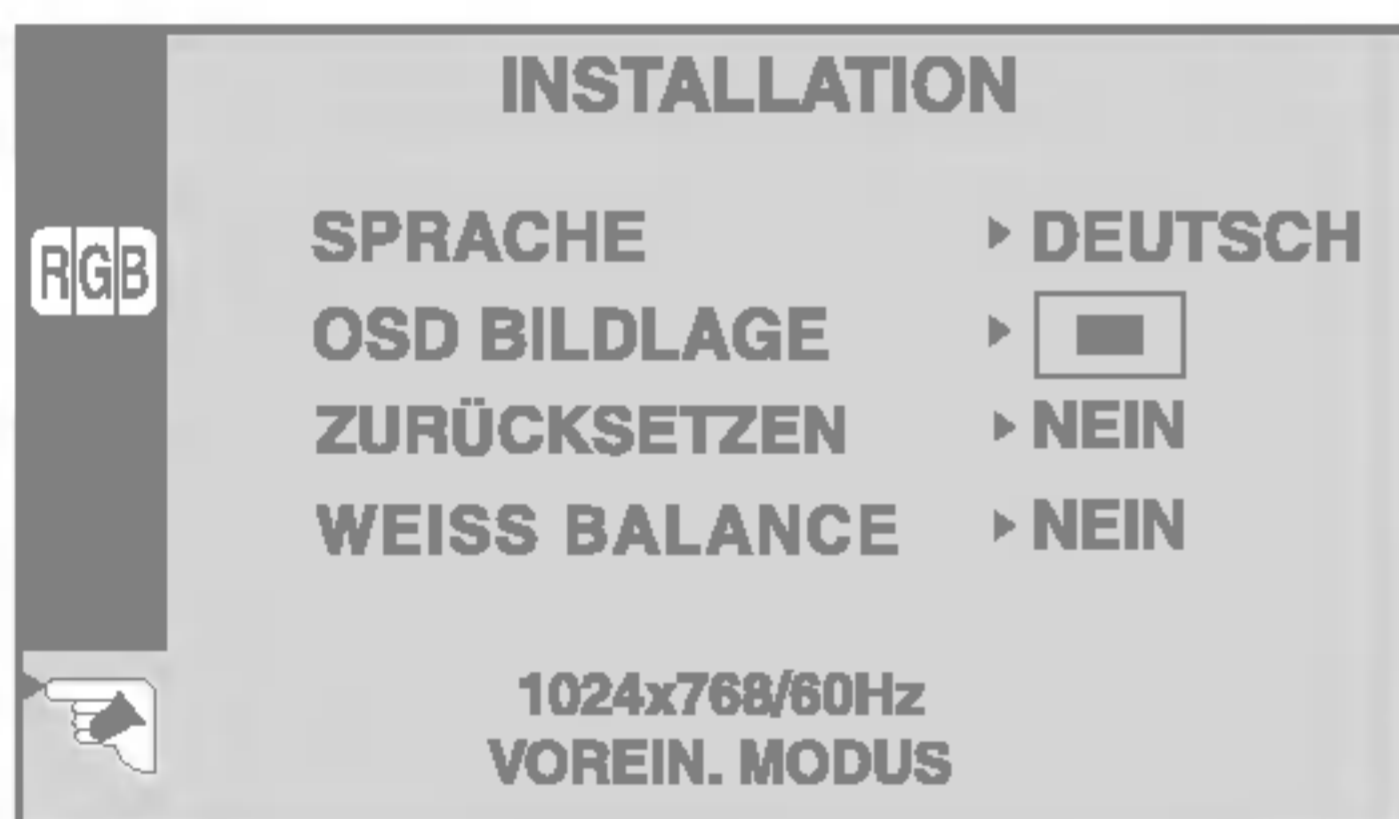 INSTALLATION
RGB
SPRACHE DEUTSCH
OSD BILDLAGE
ZURÜCKSETZEN NEIN
WEISS BALANCE NEIN
1024x768/60Hz
VOREIN. MODUS